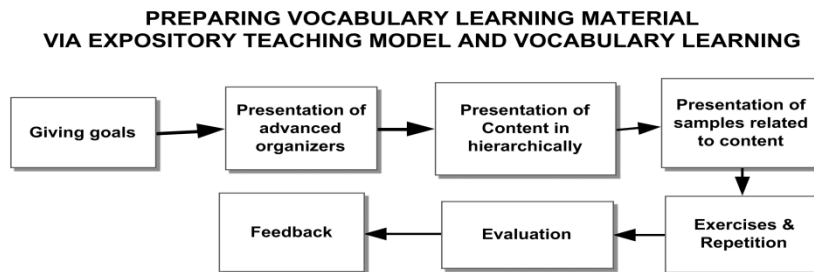 PREPARING VOCABULARY LEARNING MATERIAL
VIA EXPOSITORY TEACHING MODEL AND VOCABULARY LEARNING
Giving goals
Presentation of
advanced
organizers
Presentation of
Content in
hierarchically
Presentation of
samples related
to content
Exercises &
Repetition
Evaluation
Feedback